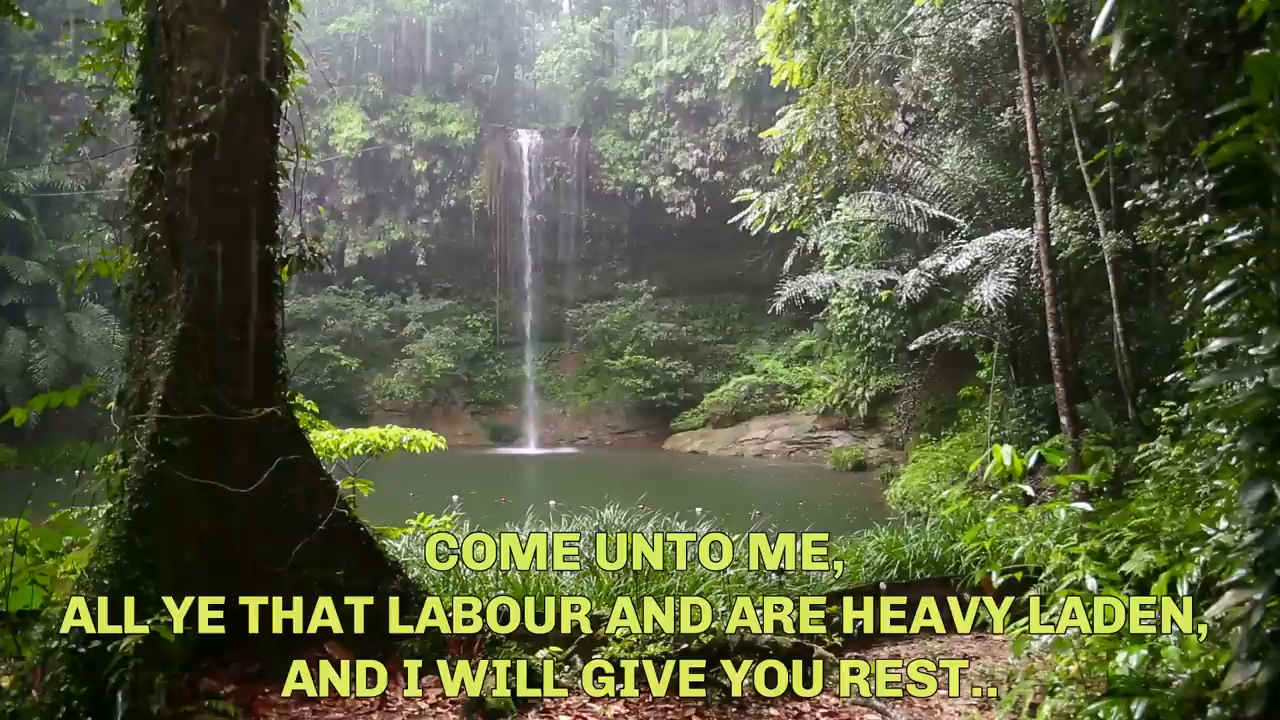 COME UNTO ME,
ALL YE THAT LABOUR AND ARE HEAVY LADEN,
AND I WILL GIVE YOU REST..